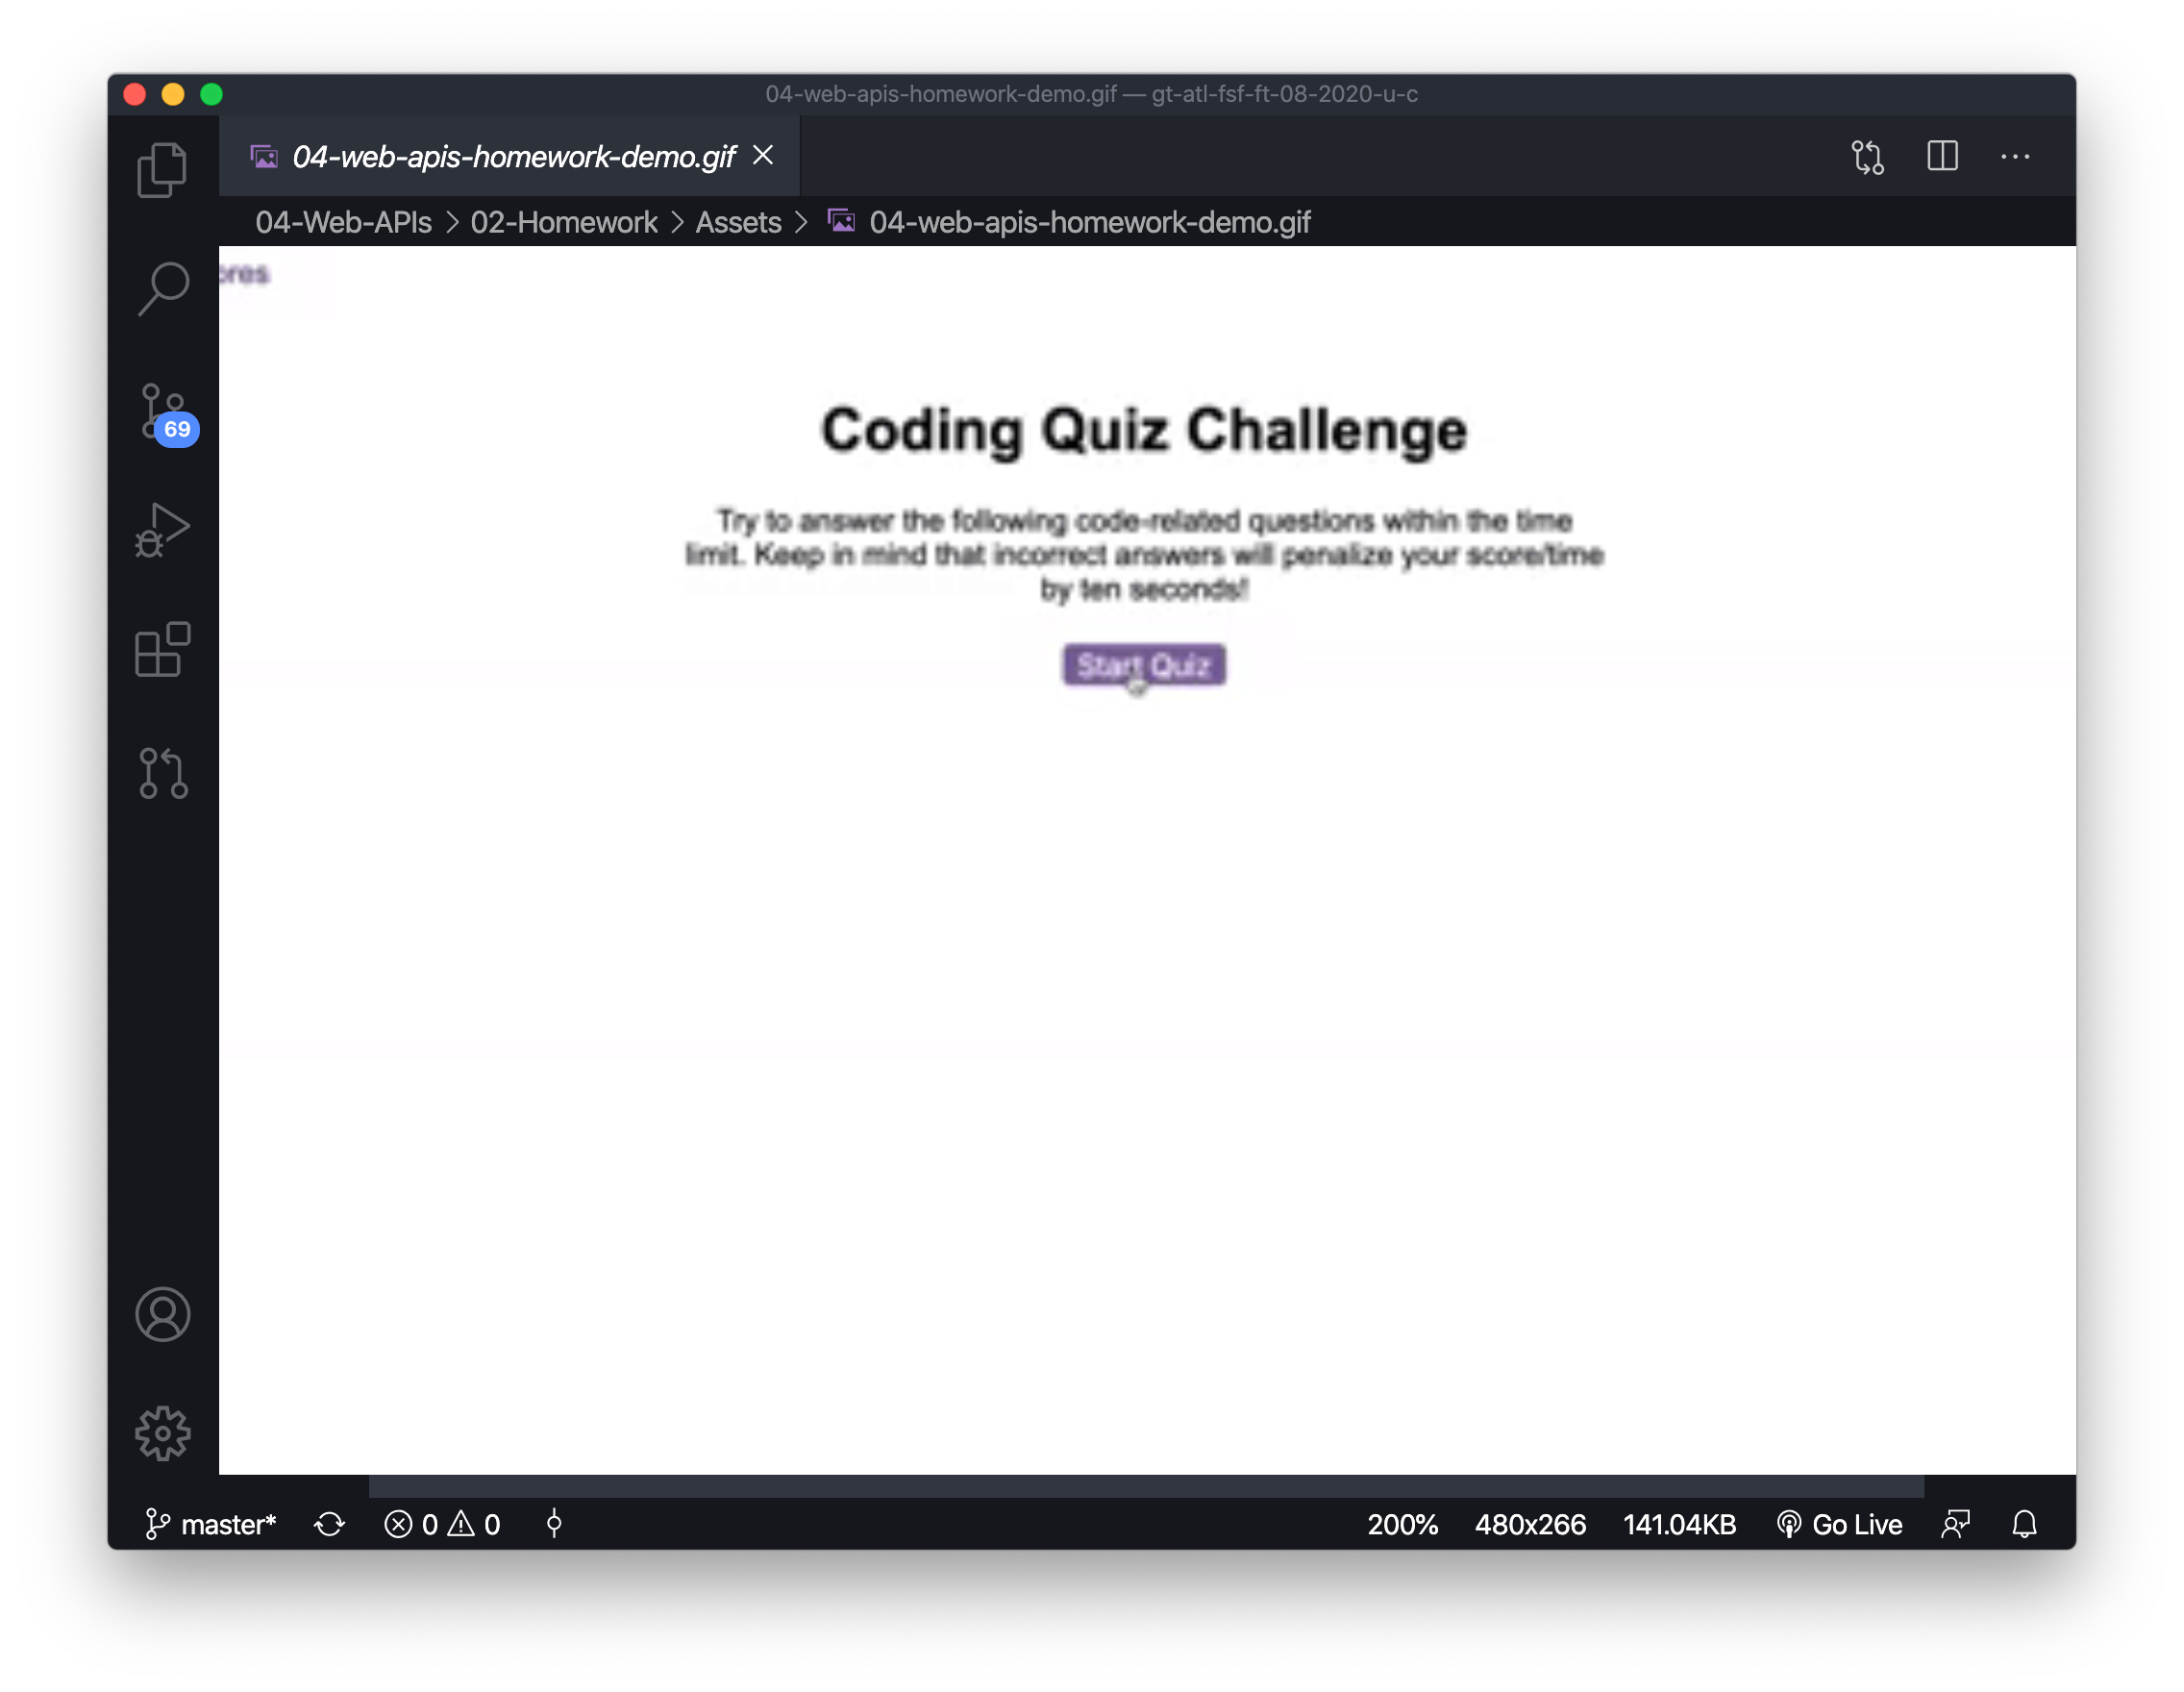 04-web-apis-homework-demo.gif — gt-atl-fsf-ft-08-2020-u-c
04-web-apis-homework-demo.gif
04-Web-APIs > 02-Homework > Assets > 04-web-apis-homework-demo.gif
ores
69
Coding Quiz Challenge
Try to answer the following code-related questions within the time
limit. Keep in mind that incorrect answers will penalize your score/time
by ten seconds!
Start Quiz
master* 0 0 200% 480x266 141.04KB Go Live